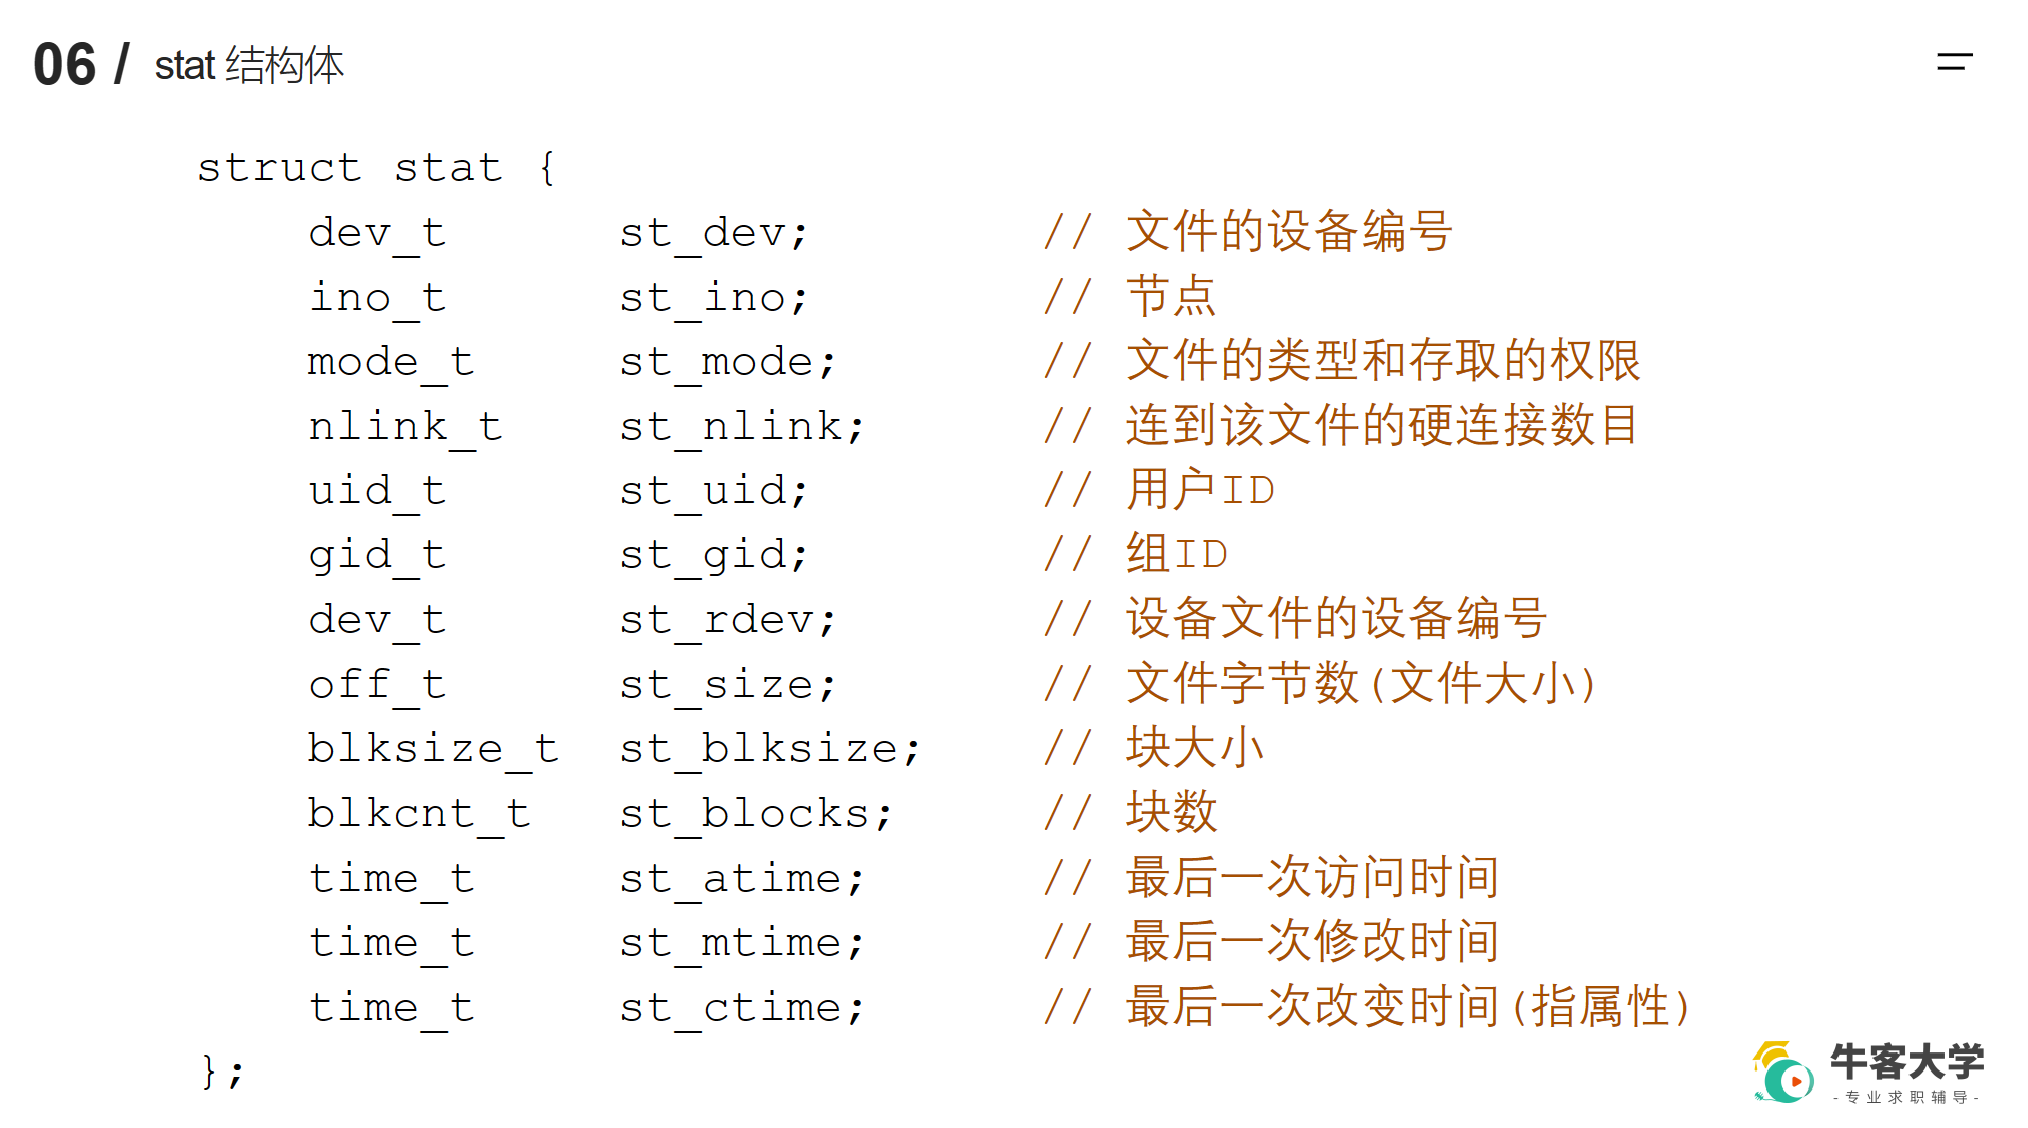 06 / stat 结构体
struct stat {
    dev_t      st_dev;        // 文件的设备编号
    ino_t      st_ino;        // 节点
    mode_t     st_mode;       // 文件的类型和存取的权限
    nlink_t    st_nlink;      // 连到该文件的硬连接数目
    uid_t      st_uid;        // 用户ID
    gid_t      st_gid;        // 组ID
    dev_t      st_rdev;       // 设备文件的设备编号
    off_t      st_size;       // 文件字节数(文件大小)
    blksize_t  st_blksize;    // 块大小
    blkcnt_t   st_blocks;     // 块数
    time_t     st_atime;      // 最后一次访问时间
    time_t     st_mtime;      // 最后一次修改时间
    time_t     st_ctime;      // 最后一次改变时间(指属性)
};
牛客大学
- 专业求职辅导 -